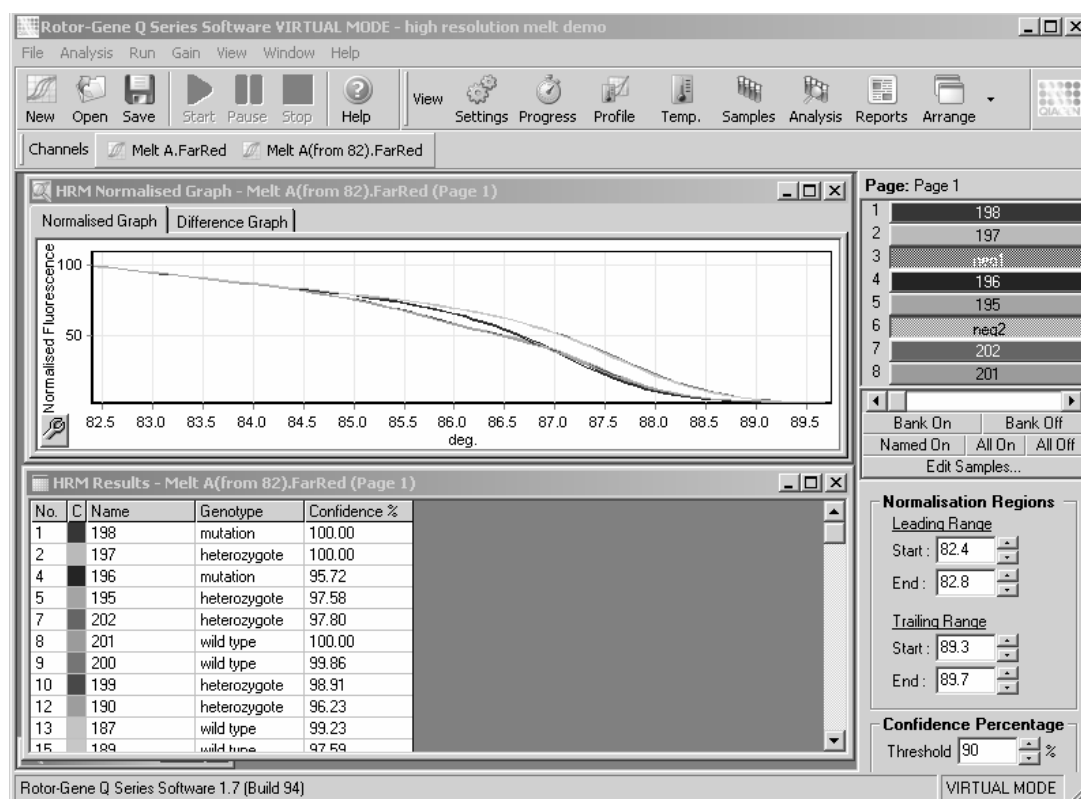 Rotor-Gene Q Series Software VIRTUAL MODE - high resolution melt demo
File Analysis Run Gain View Window Help
New Open Save Start Pause Stop Help View Settings Progress Profile Temp. Samples Analysis Reports Arrange QIAGEN
Channels Melt A.FarRed Melt A(from 82).FarRed
HRM Normalised Graph - Melt A(from 82).FarRed (Page 1)
Normalised Graph Difference Graph
Normalised Fluorescence
100
50
82.5 83.0 83.5 84.0 84.5 85.0 85.5 86.0 86.5 87.0 87.5 88.0 88.5 89.0 89.5
deg.
HRM Results - Melt A(from 82).FarRed (Page 1)
No. C Name Genotype Confidence %
1 198 mutation 100.00
2 197 heterozygote 100.00
4 196 mutation 95.72
5 195 heterozygote 97.58
7 202 heterozygote 97.80
8 201 wild type 100.00
9 200 wild type 99.86
10 199 heterozygote 98.91
12 190 heterozygote 96.23
13 187 wild type 99.23
15 189 wild type 97.59
Page: Page 1
1 198
2 197
3 neg1
4 196
5 195
6 neg2
7 202
8 201
Bank On Bank Off
Named On All On All Off
Edit Samples...
Normalisation Regions
Leading Range
Start : 82.4
End : 82.8
Trailing Range
Start : 89.3
End : 89.7
Confidence Percentage
Threshold 90 %
Rotor-Gene Q Series Software 1.7 (Build 94)
VIRTUAL MODE